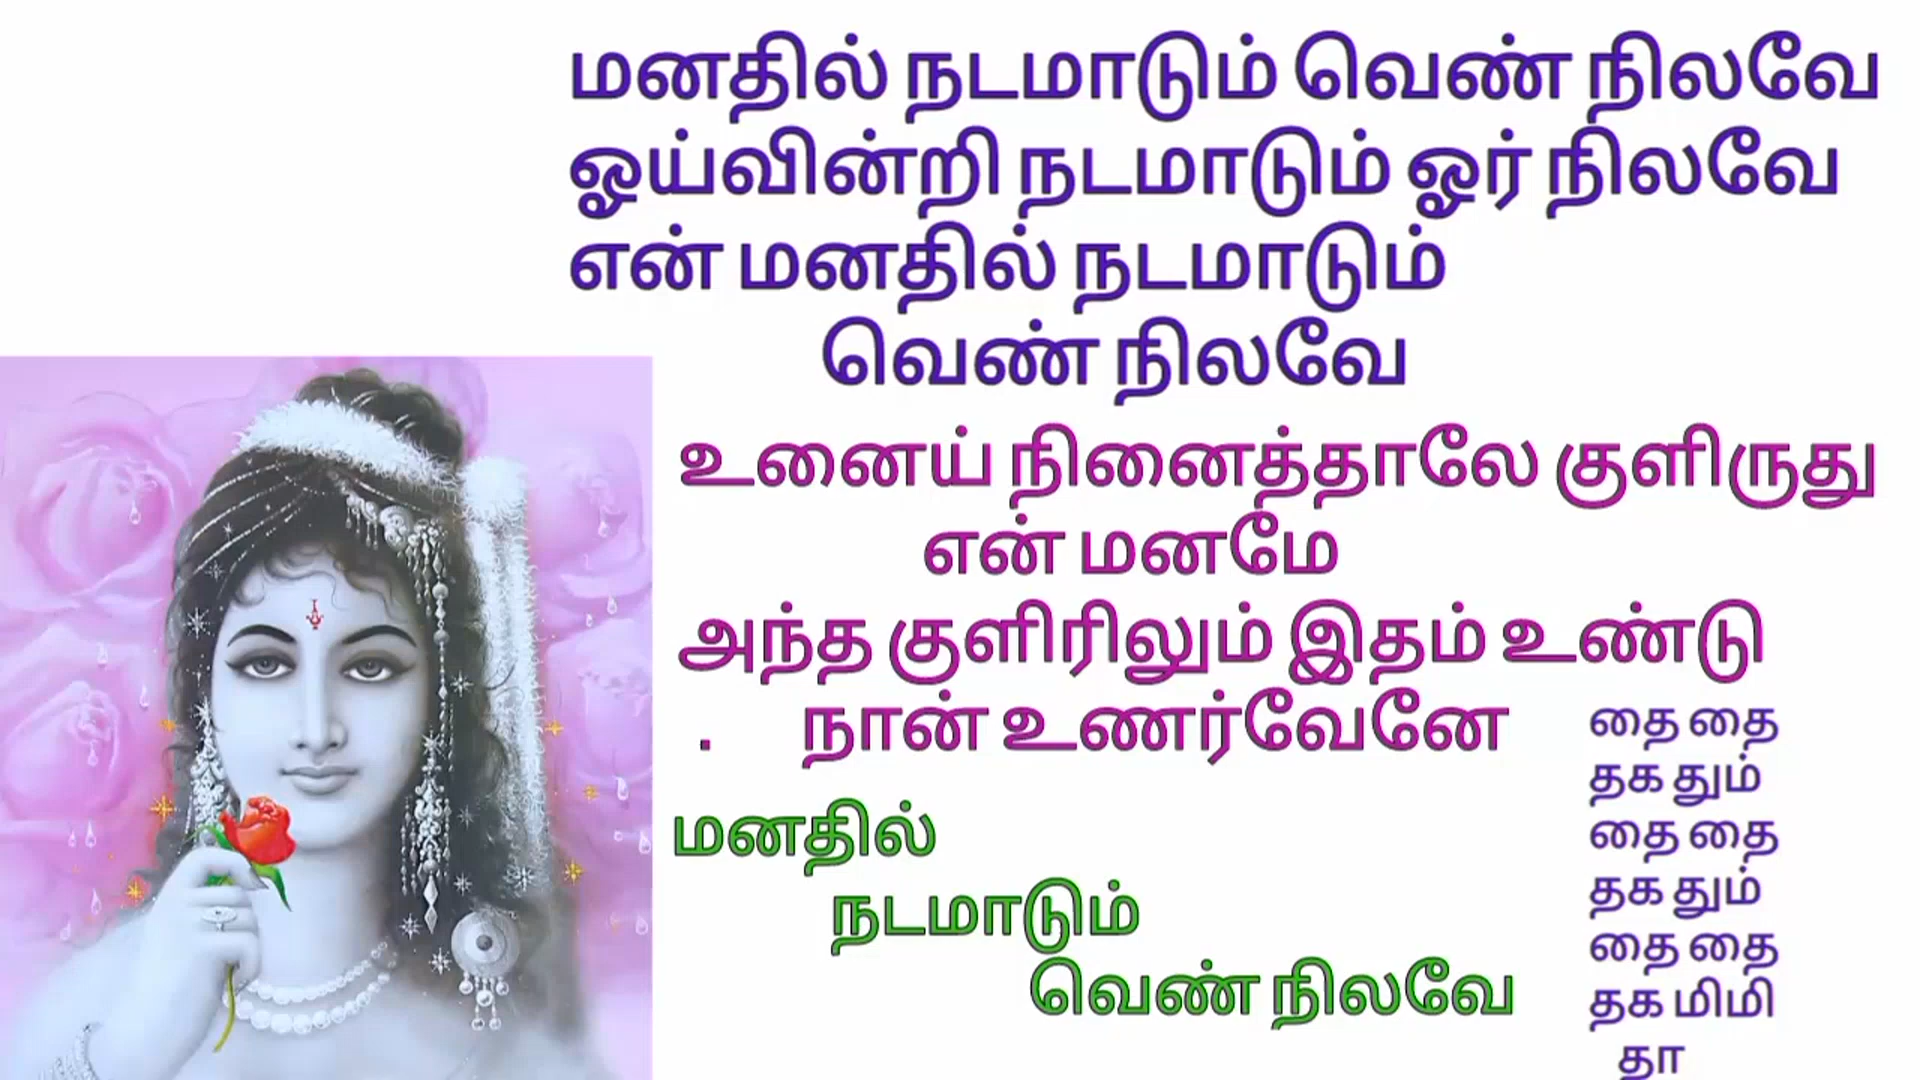 மனதில் நடமாடும் வெண் நிலவே
ஓய்வின்றி நடமாடும் ஓர் நிலவே
என் மனதில் நடமாடும்
வெண் நிலவே
உனைய் நினைத்தாலே குளிருது
என் மனமே
அந்த குளிரிலும் இதம் உண்டு
. நான் உணர்வேனே
மனதில்
நடமாடும்
வெண் நிலவே
தை தை
தக தும்
தை தை
தக தும்
தை தை
தக மிமி
தா